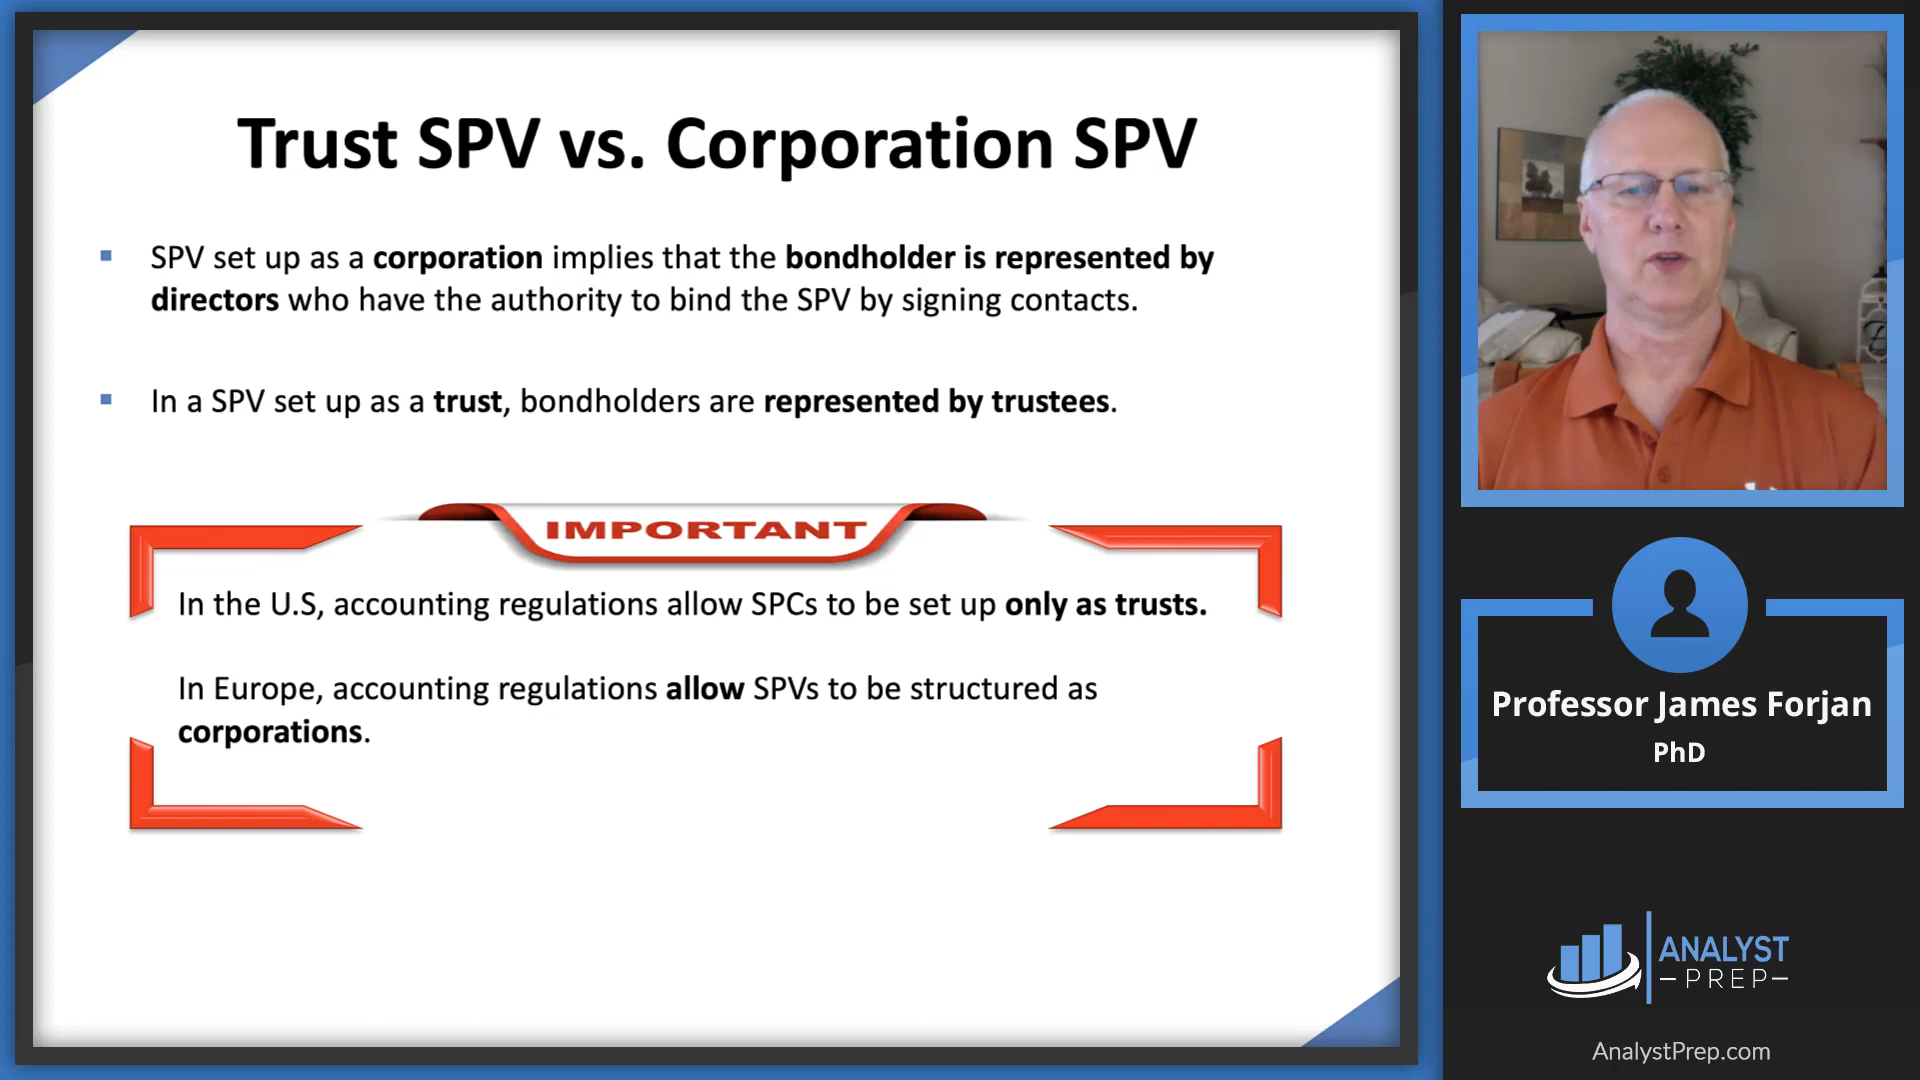 Trust SPV vs. Corporation SPV
SPV set up as a corporation implies that the bondholder is represented by
directors who have the authority to bind the SPV by signing contacts.
In a SPV set up as a trust, bondholders are represented by trustees.
IMPORTANT
In the U.S, accounting regulations allow SPCs to be set up only as trusts.
In Europe, accounting regulations allow SPVs to be structured as
corporations.
Professor James Forjan
PhD
ANALYST
PREP
AnalystPrep.com